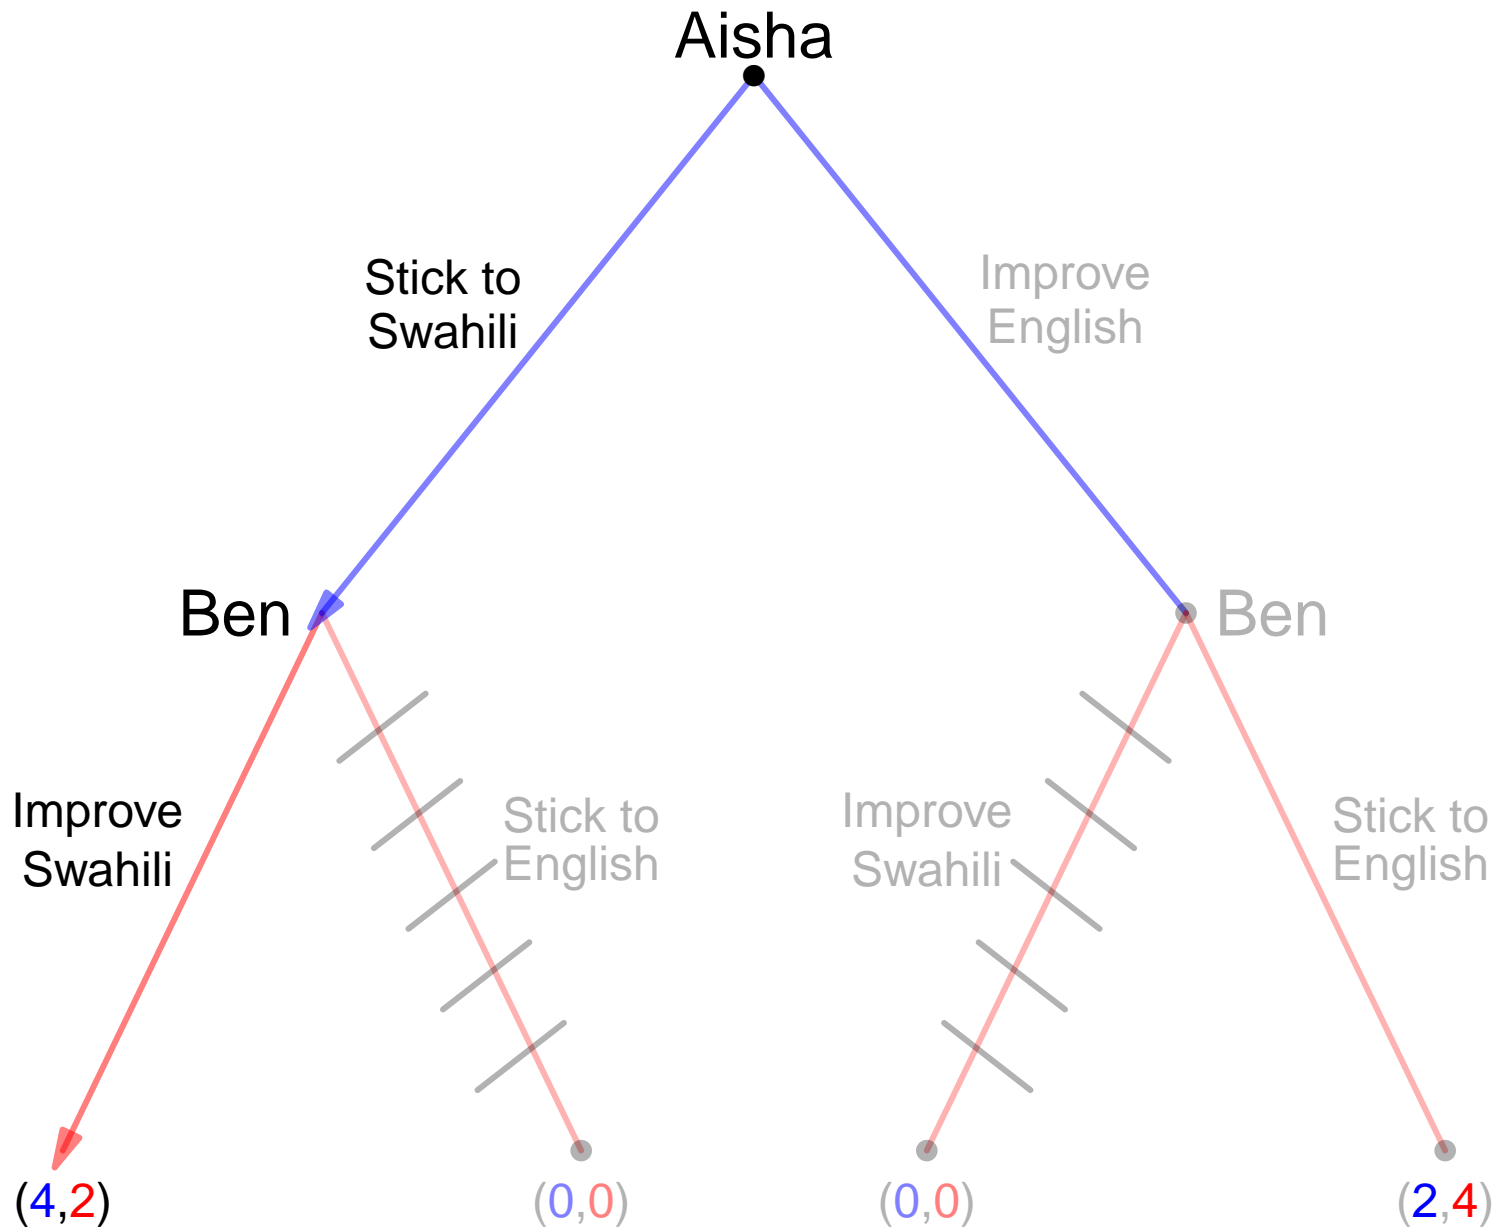 Aisha
Stick to
Swahili
Improve
English
Ben
Ben
Improve
Swahili
Stick to
English
Improve
Swahili
Stick to
English
(4,2)
(0,0)
(0,0)
(2,4)